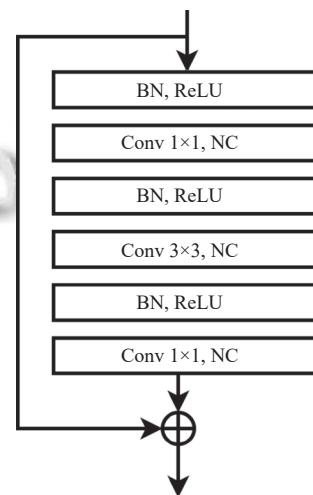 BN, ReLU
Conv 1×1, NC
BN, ReLU
Conv 3×3, NC
BN, ReLU
Conv 1×1, NC